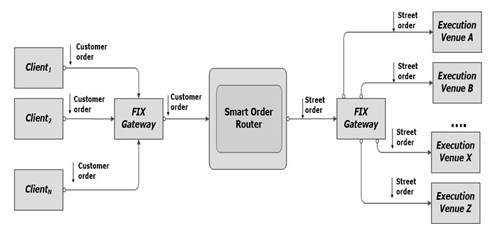 Client1
Customer
order
Client2
Customer
order
ClientN
Customer
order
FIX
Gateway
Customer
order
Smart Order
Router
Street
order
FIX
Gateway
Street
order
Execution
Venue A
Street
order
Execution
Venue B
....
Street
order
Execution
Venue X
Street
order
Execution
Venue Z